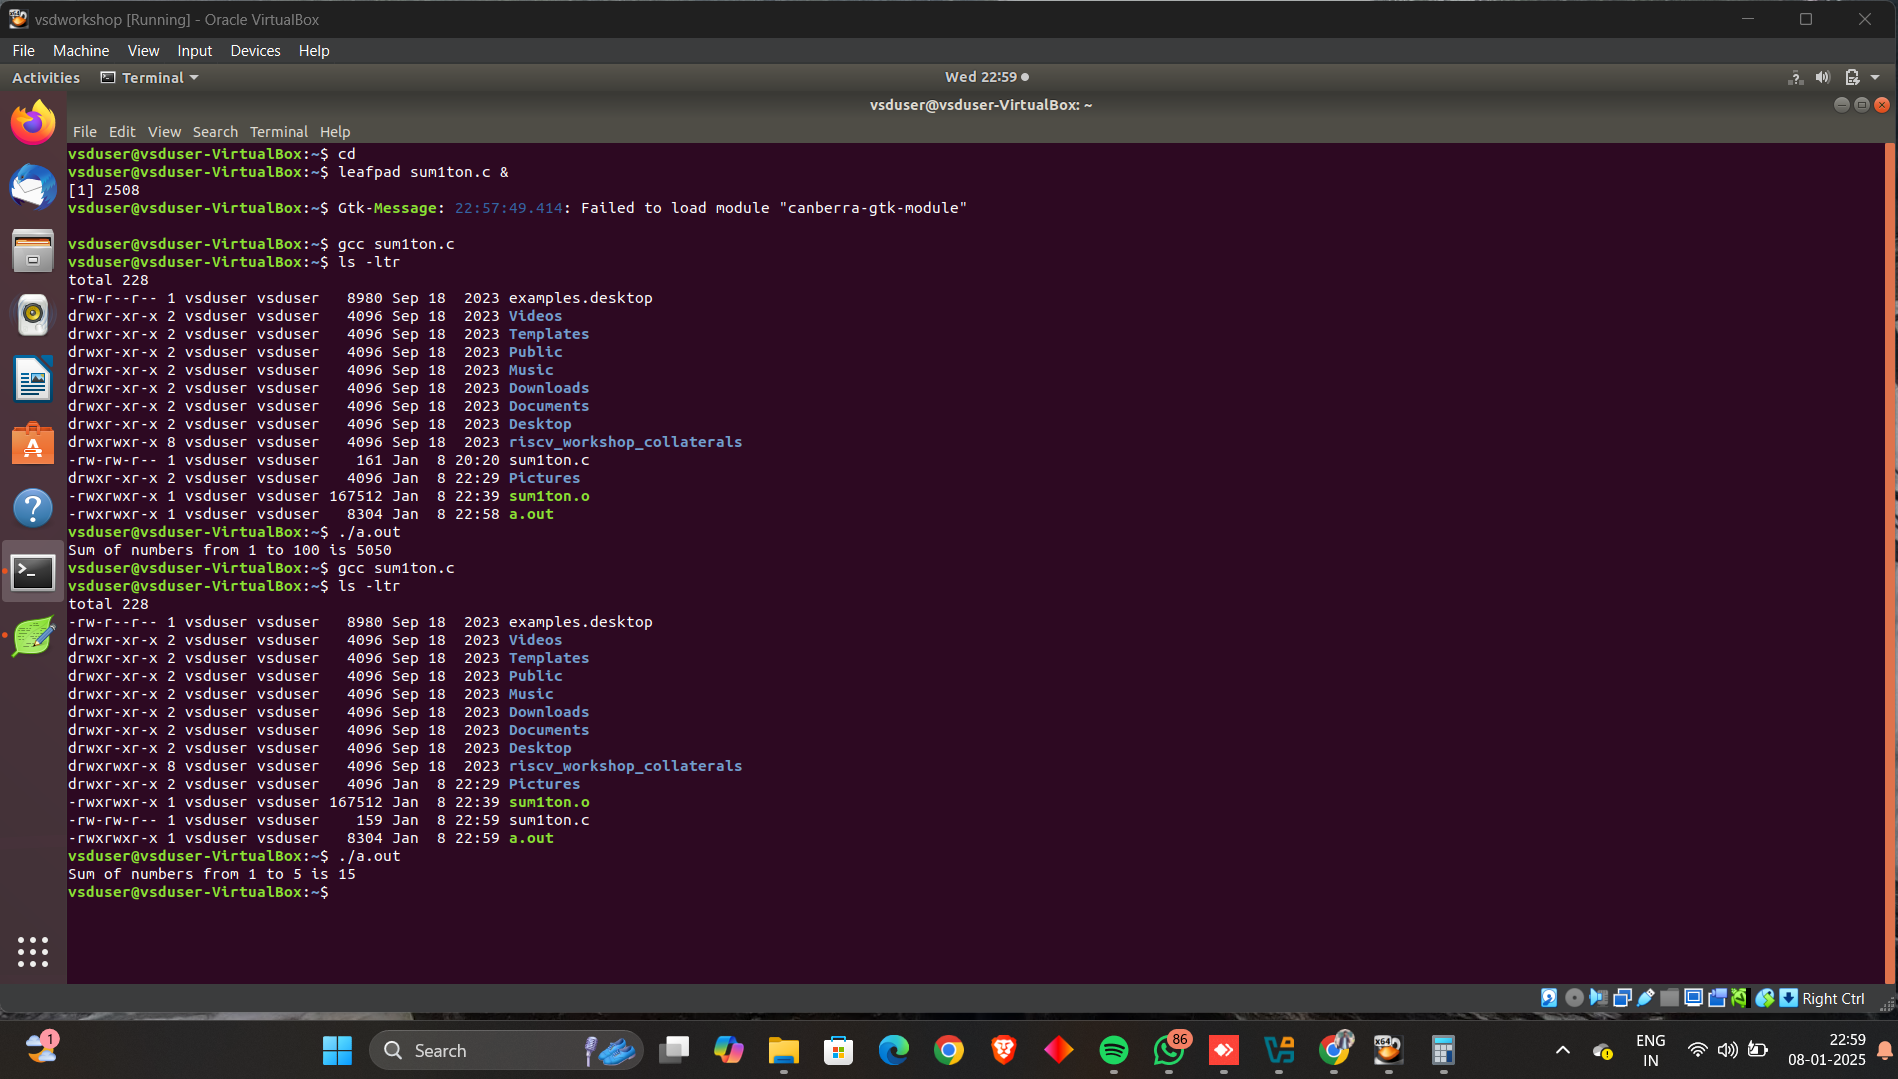 vsdworkshop [Running] - Oracle VirtualBox
File Machine View Input Devices Help
Activities Terminal Wed 22:59
vsduser@vsduser-VirtualBox: ~
File Edit View Search Terminal Help
vsduser@vsduser-VirtualBox:~$ cd
vsduser@vsduser-VirtualBox:~$ leafpad sum1ton.c &
[1] 2508
vsduser@vsduser-VirtualBox:~$ Gtk-Message: 22:57:49.414: Failed to load module "canberra-gtk-module"
vsduser@vsduser-VirtualBox:~$ gcc sum1ton.c
vsduser@vsduser-VirtualBox:~$ ls -ltr
total 228
-rw-r--r-- 1 vsduser vsduser   8980 Sep 18  2023 examples.desktop
drwxr-xr-x 2 vsduser vsduser   4096 Sep 18  2023 Videos
drwxr-xr-x 2 vsduser vsduser   4096 Sep 18  2023 Templates
drwxr-xr-x 2 vsduser vsduser   4096 Sep 18  2023 Public
drwxr-xr-x 2 vsduser vsduser   4096 Sep 18  2023 Music
drwxr-xr-x 2 vsduser vsduser   4096 Sep 18  2023 Downloads
drwxr-xr-x 2 vsduser vsduser   4096 Sep 18  2023 Documents
drwxr-xr-x 2 vsduser vsduser   4096 Sep 18  2023 Desktop
drwxrwxr-x 8 vsduser vsduser   4096 Sep 18  2023 riscv_workshop_collaterals
-rw-rw-r-- 1 vsduser vsduser    161 Jan  8 20:20 sum1ton.c
drwxr-xr-x 2 vsduser vsduser   4096 Jan  8 22:29 Pictures
-rwxrwxr-x 1 vsduser vsduser 167512 Jan  8 22:39 sum1ton.o
-rwxrwxr-x 1 vsduser vsduser   8304 Jan  8 22:58 a.out
vsduser@vsduser-VirtualBox:~$ ./a.out
Sum of numbers from 1 to 100 is 5050
vsduser@vsduser-VirtualBox:~$ gcc sum1ton.c
vsduser@vsduser-VirtualBox:~$ ls -ltr
total 228
-rw-r--r-- 1 vsduser vsduser   8980 Sep 18  2023 examples.desktop
drwxr-xr-x 2 vsduser vsduser   4096 Sep 18  2023 Videos
drwxr-xr-x 2 vsduser vsduser   4096 Sep 18  2023 Templates
drwxr-xr-x 2 vsduser vsduser   4096 Sep 18  2023 Public
drwxr-xr-x 2 vsduser vsduser   4096 Sep 18  2023 Music
drwxr-xr-x 2 vsduser vsduser   4096 Sep 18  2023 Downloads
drwxr-xr-x 2 vsduser vsduser   4096 Sep 18  2023 Documents
drwxr-xr-x 2 vsduser vsduser   4096 Sep 18  2023 Desktop
drwxrwxr-x 8 vsduser vsduser   4096 Sep 18  2023 riscv_workshop_collaterals
drwxr-xr-x 2 vsduser vsduser   4096 Jan  8 22:29 Pictures
-rwxrwxr-x 1 vsduser vsduser 167512 Jan  8 22:39 sum1ton.o
-rw-rw-r-- 1 vsduser vsduser    159 Jan  8 22:59 sum1ton.c
-rwxrwxr-x 1 vsduser vsduser   8304 Jan  8 22:59 a.out
vsduser@vsduser-VirtualBox:~$ ./a.out
Sum of numbers from 1 to 5 is 15
vsduser@vsduser-VirtualBox:~$
Right Ctrl
1
Search
86
x64
ENG
IN
22:59
08-01-2025